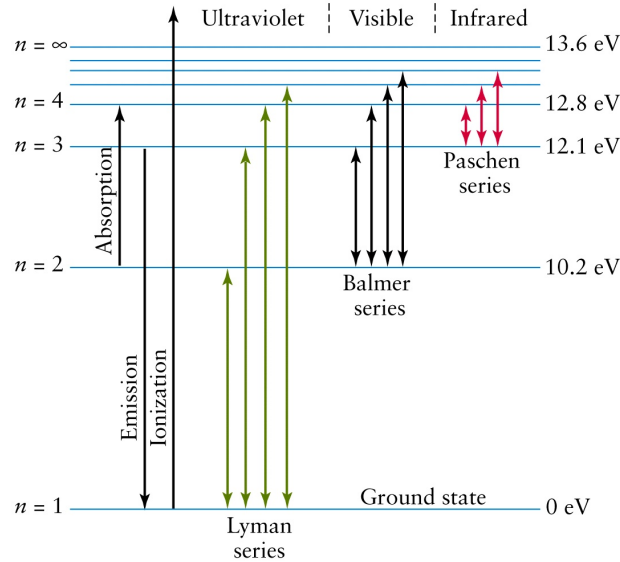 Ultraviolet
Visible
Infrared
n = ∞
13.6 eV
n = 4
12.8 eV
n = 3
12.1 eV
Absorption
Paschen
series
n = 2
10.2 eV
Balmer
series
Emission
Ionization
n = 1
Ground state
0 eV
Lyman
series